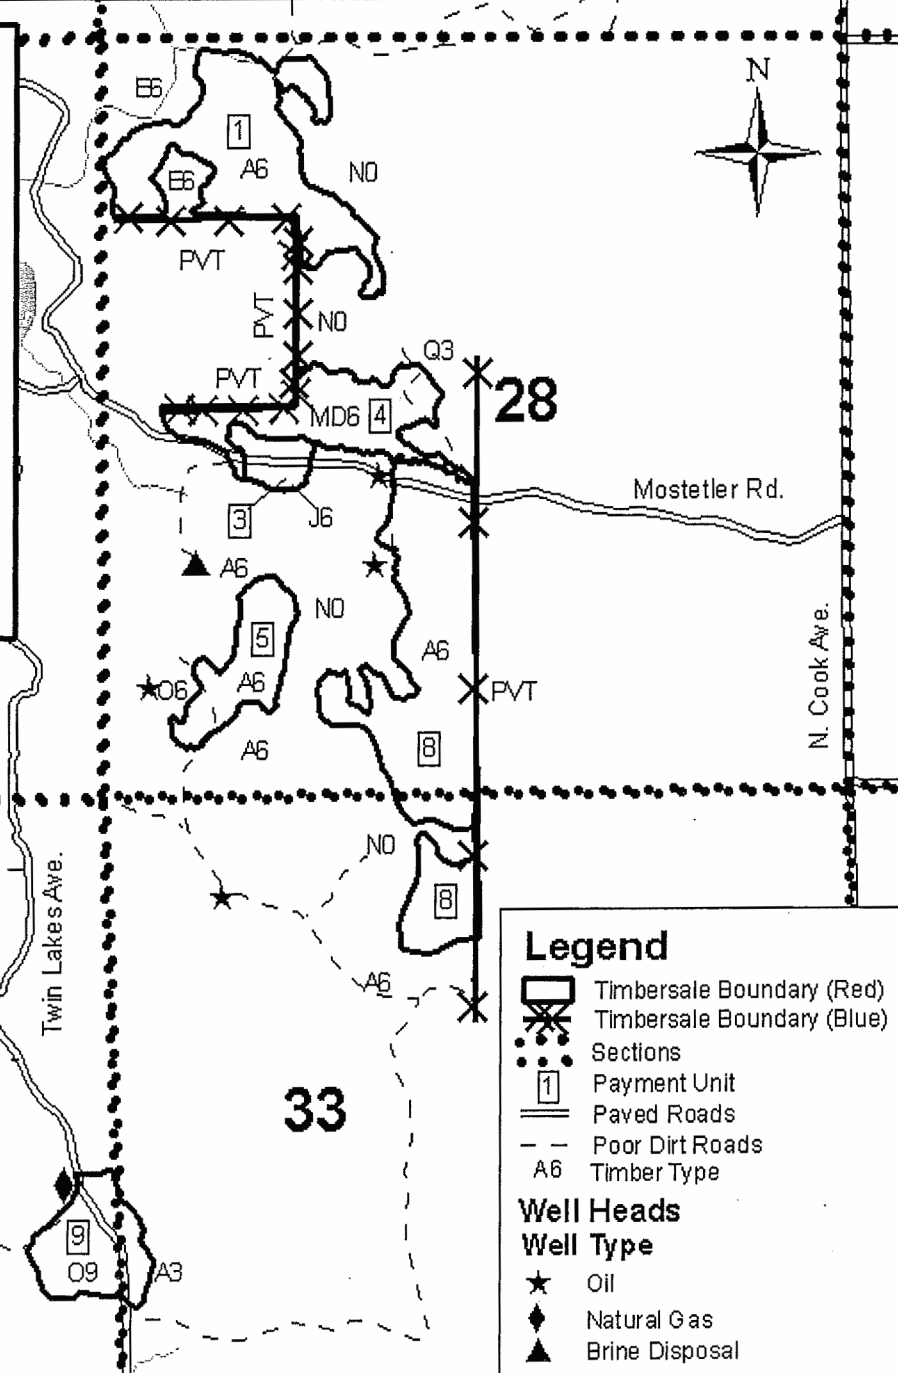 N
E6
1
A6
N0
E6
PVT
PVT
N0
Q3
PVT
28
MD6
4
Mostetler Rd.
3
J6
A6
N0
5
A6
N. Cook Ave.
O6
A6
PVT
A6
8
N0
8
Twin Lakes Ave.
A6
33
9
O9
A3
Legend
Timbersale Boundary (Red)
Timbersale Boundary (Blue)
Sections
1 Payment Unit
Paved Roads
Poor Dirt Roads
A6 Timber Type
Well Heads
Well Type
Oil
Natural Gas
Brine Disposal